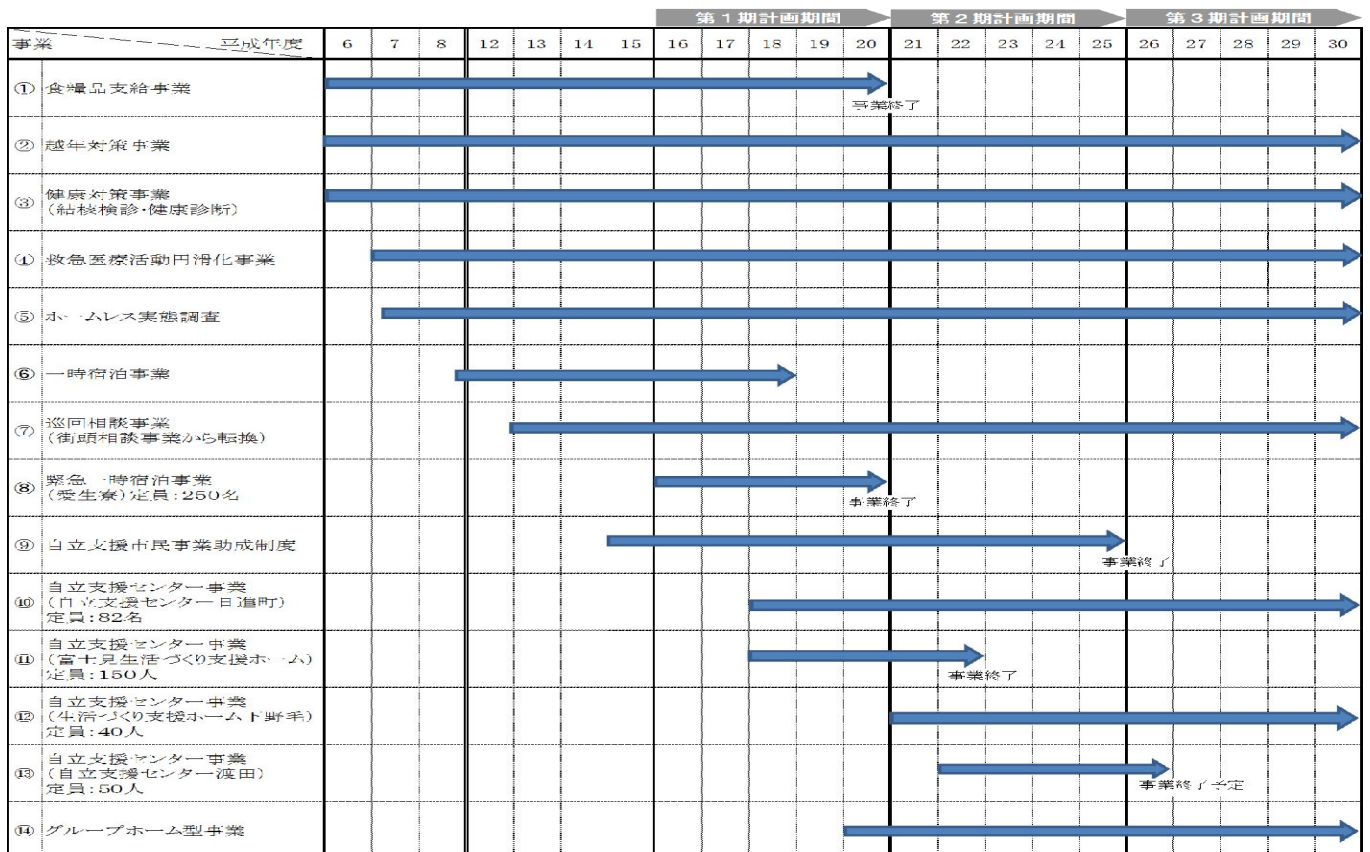 第１期計画期間 第２期計画期間 第３期計画期間
事業 平成年度 6 7 8 12 13 14 15 16 17 18 19 20 21 22 23 24 25 26 27 28 29 30
① 食糧品支給事業
事業終了
② 越年対策事業
③ 健康対策事業
(結核検診・健康診断)
④ 救急医療活動円滑化事業
⑤ ホームレス実態調査
⑥ 一時宿泊事業
⑦ 巡回相談事業
(街頭相談事業から転換)
⑧ 緊急一時宿泊事業
(愛生寮)定員:250名
事業終了
⑨ 自立支援市民事業助成制度
事業終了
⑩ 自立支援センター事業
(自立支援センター日進町)
定員:82名
⑪ 自立支援センター事業
(富士見生活づくり支援ホーム)
定員:150人
事業終了
⑫ 自立支援センター事業
(生活づくり支援ホーム下野毛)
定員:40人
⑬ 自立支援センター事業
(自立支援センター渡田)
定員:50人
事業終了予定
⑭ グループホーム型事業